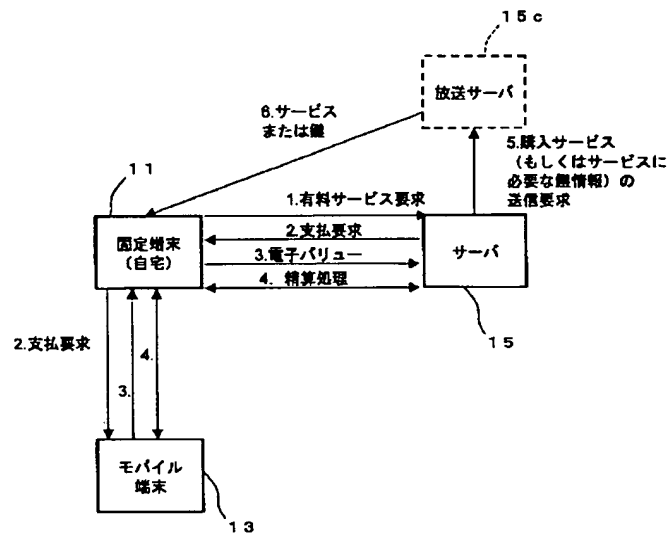 15c
放送サーバ
6.サービス
または鍵
5.購入サービス
(もしくはサービスに
必要な鍵情報)の
送信要求
11
1.有料サービス要求
固定端末
(自宅)
2.支払要求
3.電子バリュー
4. 精算処理
サーバ
15
2.支払要求
3.
4.
モバイル
端末
13